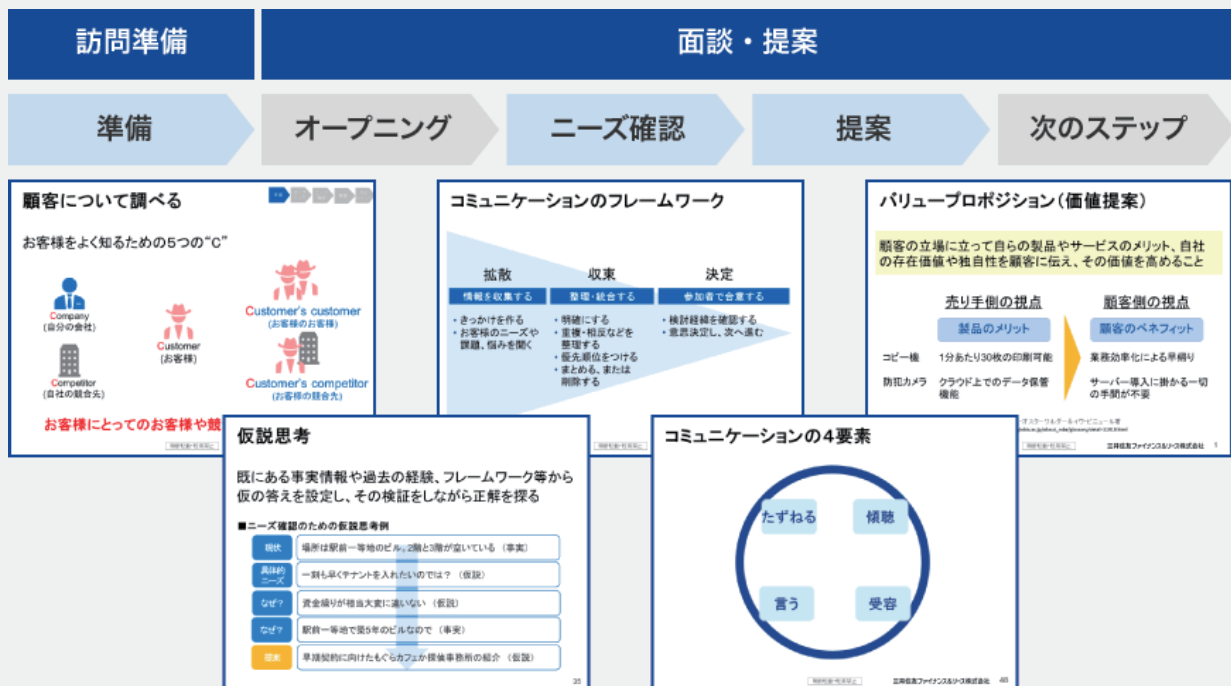 訪問準備
面談・提案
準備
オープニング
ニーズ確認
提案
次のステップ
顧客について調べる
お客様をよく知るための5つの“C”
Company
(自分の会社)
Customer
(お客様)
Competitor
(自社の競合先)
Customer's customer
(お客様のお客様)
Customer's competitor
(お客様の競合先)
お客様にとってのお客様や競
コミュニケーションのフレームワーク
拡散
収束
決定
情報を収集する
整理・統合する
参加者で合意する
・きっかけを作る
・お客様のニーズや
課題、悩みを聞く
・明確にする
・重複・相反などを
整理する
・優先順位をつける
・まとめる、または
削除する
・検討経緯を確認する
・意思決定し、次へ進む
バリュープロポジション(価値提案)
顧客の立場に立って自らの製品やサービスのメリット、自社
の存在価値や独自性を顧客に伝え、その価値を高めること
売り手側の視点
顧客側の視点
製品のメリット
顧客のベネフィット
コピー機
1分あたり30枚の印刷可能
業務効率化による早帰り
防犯カメラ
クラウド上でのデータ保管
機能
サーバー導入に掛かる一切
の手間が不要
三井住友ファイナンス&リース株式会社
1
仮説思考
既にある事実情報や過去の経験、フレームワーク等から
仮の答えを設定し、その検証をしながら正解を探る
■ニーズ確認のための仮説思考例
現状
場所は駅前一等地のビル。2階と3階が空いている（事実）
具体的
ニーズ
一刻も早くテナントを入れたいのでは？（仮説）
なぜ？
資金繰りが相当大変に違いない（仮説）
なぜ？
駅前一等地で築5年のビルなので（事実）
提案
早期契約に向けたもぐらカフェか探偵事務所の紹介（仮説）
35
コミュニケーションの4要素
たずねる
傾聴
言う
受容
三井住友ファイナンス&リース株式会社